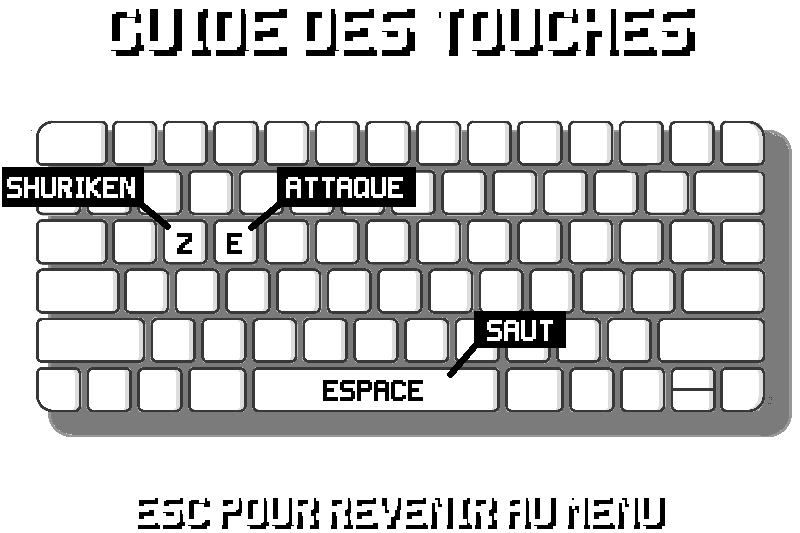 GUIDE DES TOUCHES
SHURIKEN
ATTAQUE
Z
E
SAUT
ESPACE
ESC POUR REVENIR AU MENU